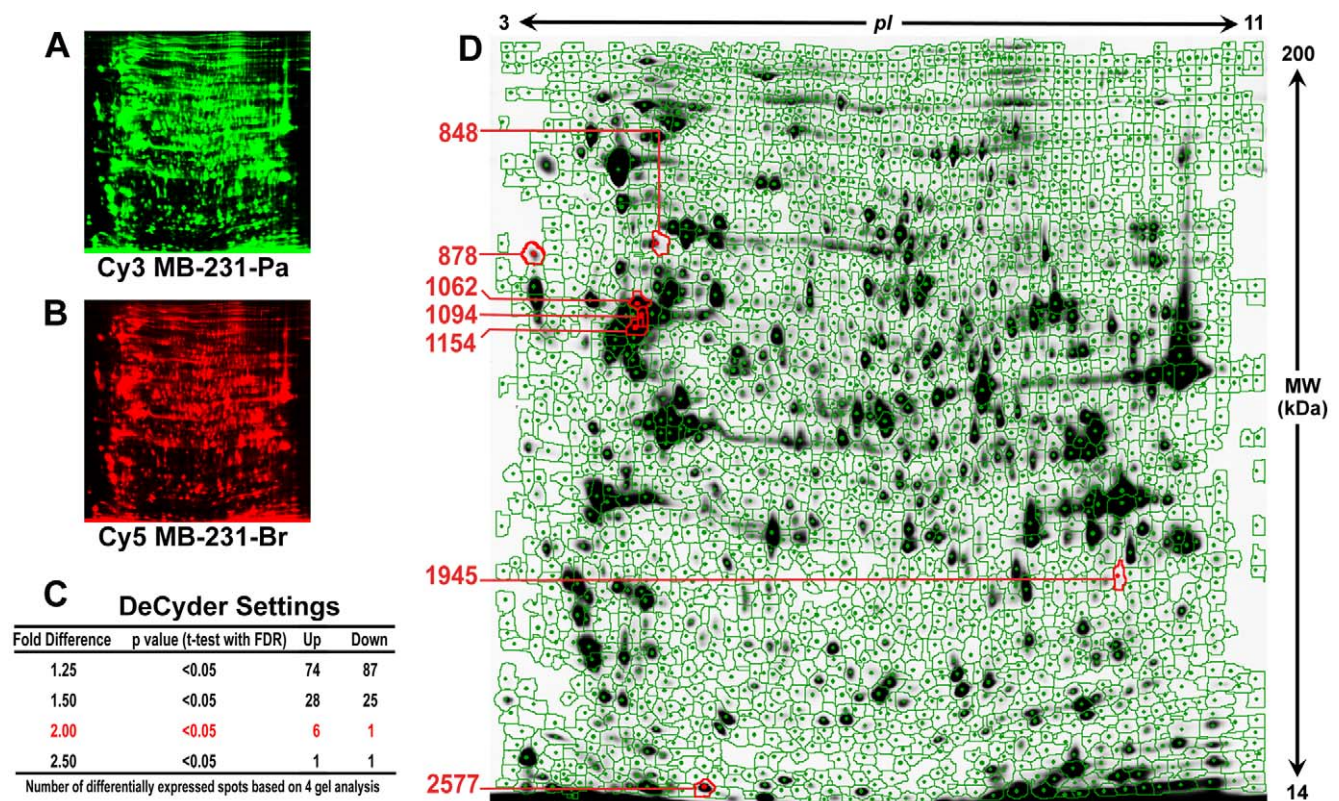 A
Cy3 MB-231-Pa
B
Cy5 MB-231-Br
C
DeCyder Settings
Fold Difference p value (t-test with FDR) Up Down
1.25 <0.05 74 87
1.50 <0.05 28 25
2.00 <0.05 6 1
2.50 <0.05 1 1
Number of differentially expressed spots based on 4 gel analysis
D
3 pI 11
200
MW
(kDa)
14
848
878
1062
1094
1154
1945
2577